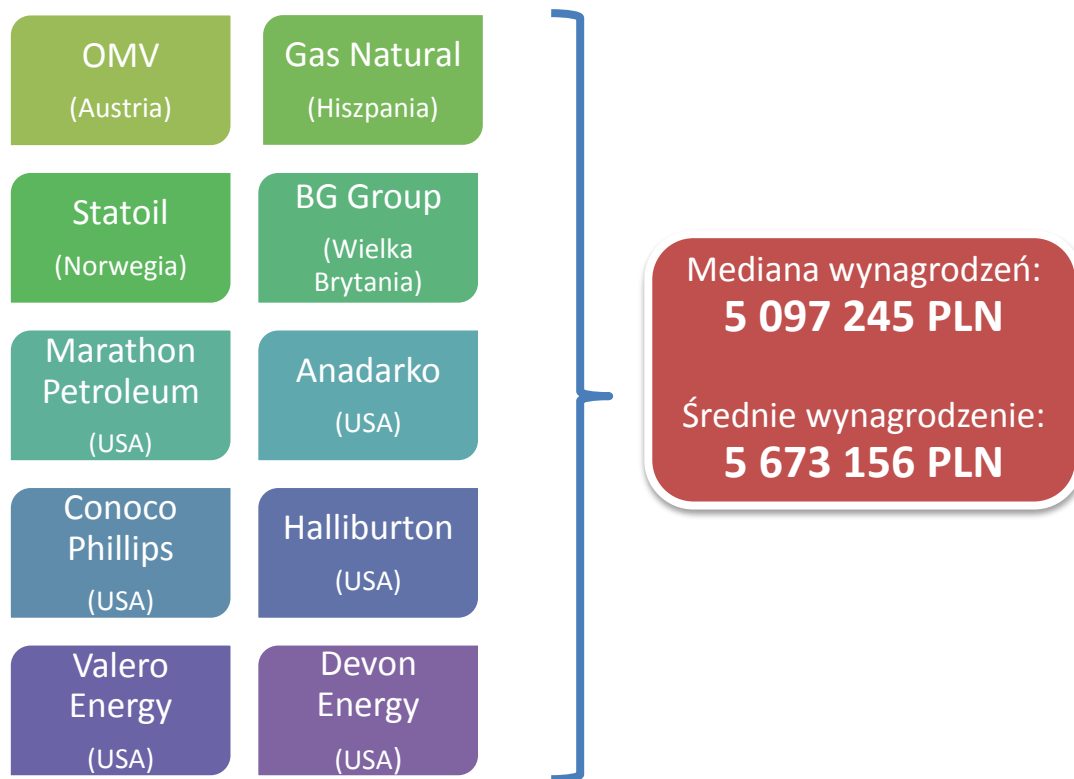 OMV
(Austria)
Gas Natural
(Hiszpania)
Statoil
(Norwegia)
BG Group
(Wielka
Brytania)
Marathon
Petroleum
(USA)
Anadarko
(USA)
Conoco
Phillips
(USA)
Halliburton
(USA)
Valero
Energy
(USA)
Devon
Energy
(USA)
Mediana wynagrodzeń:
5 097 245 PLN
Średnie wynagrodzenie:
5 673 156 PLN